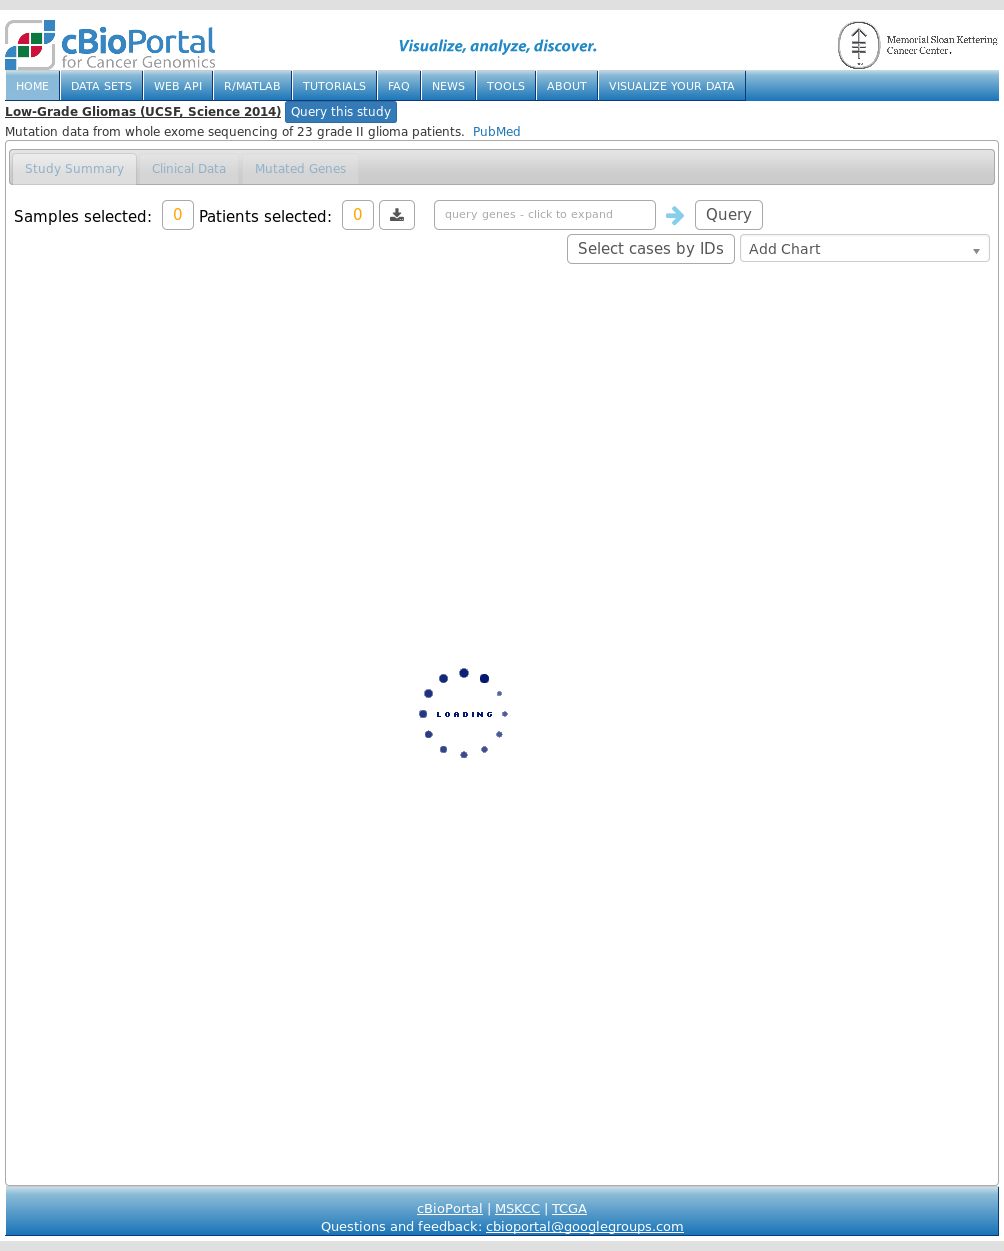 cBioPortal
for Cancer Genomics
Visualize, analyze, discover.
Memorial Sloan Kettering
Cancer Center
HOME DATA SETS WEB API R/MATLAB TUTORIALS FAQ NEWS TOOLS ABOUT VISUALIZE YOUR DATA
Low-Grade Gliomas (UCSF, Science 2014) Query this study
Mutation data from whole exome sequencing of 23 grade II glioma patients. PubMed
Study Summary Clinical Data Mutated Genes
Samples selected: 0 Patients selected: 0 query genes - click to expand Query
Select cases by IDs Add Chart
LOADING
cBioPortal | MSKCC | TCGA
Questions and feedback: cbioportal@googlegroups.com